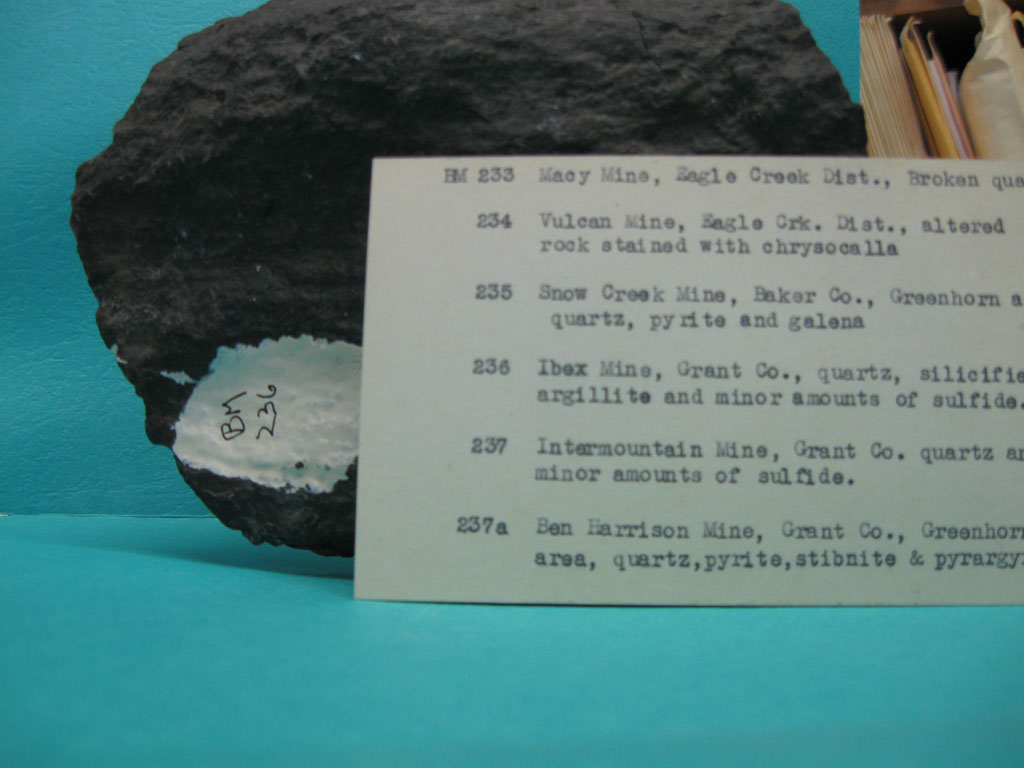 BM 233 Macy Mine, Eagle Creek Dist., Broken
234 Vulcan Mine, Eagle Crk. Dist., altered
rock stained with chrysocalla
235 Snow Creek Mine, Baker Co., Greenhorn
quartz, pyrite and galena
236 Ibex Mine, Grant Co., quartz, silicifie
argillite and minor amounts of sulfide.
237 Intermountain Mine, Grant Co. quartz
minor amounts of sulfide.
237a Ben Harrison Mine, Grant Co., Greenhorn
area, quartz,pyrite,stibnite & pyrargy
BM
236